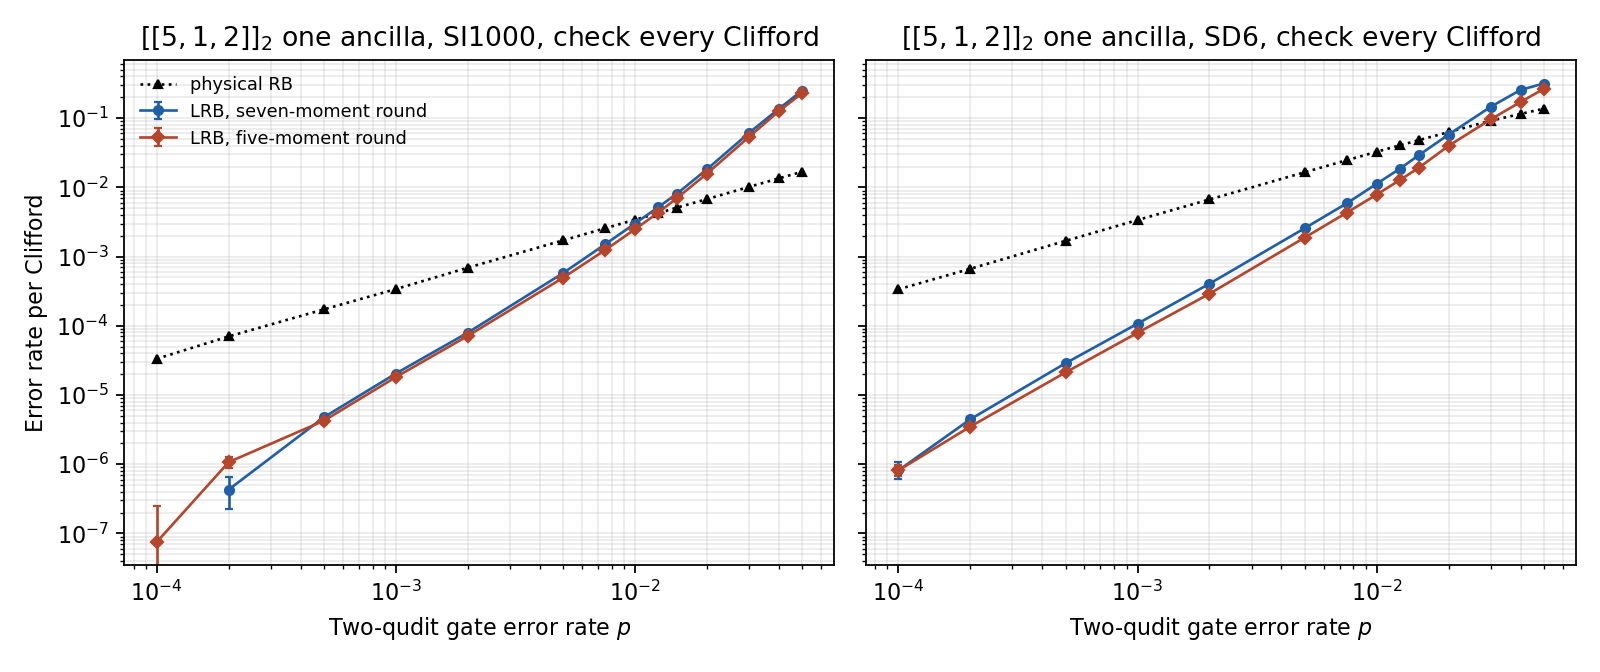 [[5, 1, 2]]₂ one ancilla, SI1000, check every Clifford
physical RB
LRB, seven-moment round
LRB, five-moment round
Error rate per Clifford
10⁻¹
10⁻²
10⁻³
10⁻⁴
10⁻⁵
10⁻⁶
10⁻⁷
10⁻⁴ 10⁻³ 10⁻²
Two-qudit gate error rate p
[[5, 1, 2]]₂ one ancilla, SD6, check every Clifford
10⁻⁴ 10⁻³ 10⁻²
Two-qudit gate error rate p